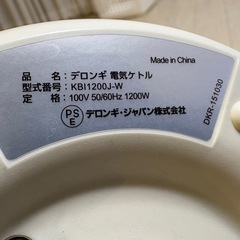 Made in China
品 名：デロンギ 電気ケトル
型式番号：KBI1200J-W
定 格：100V 50/60Hz 1200W
PS
E
デロンギ・ジャパン株式会社
DKR-151030